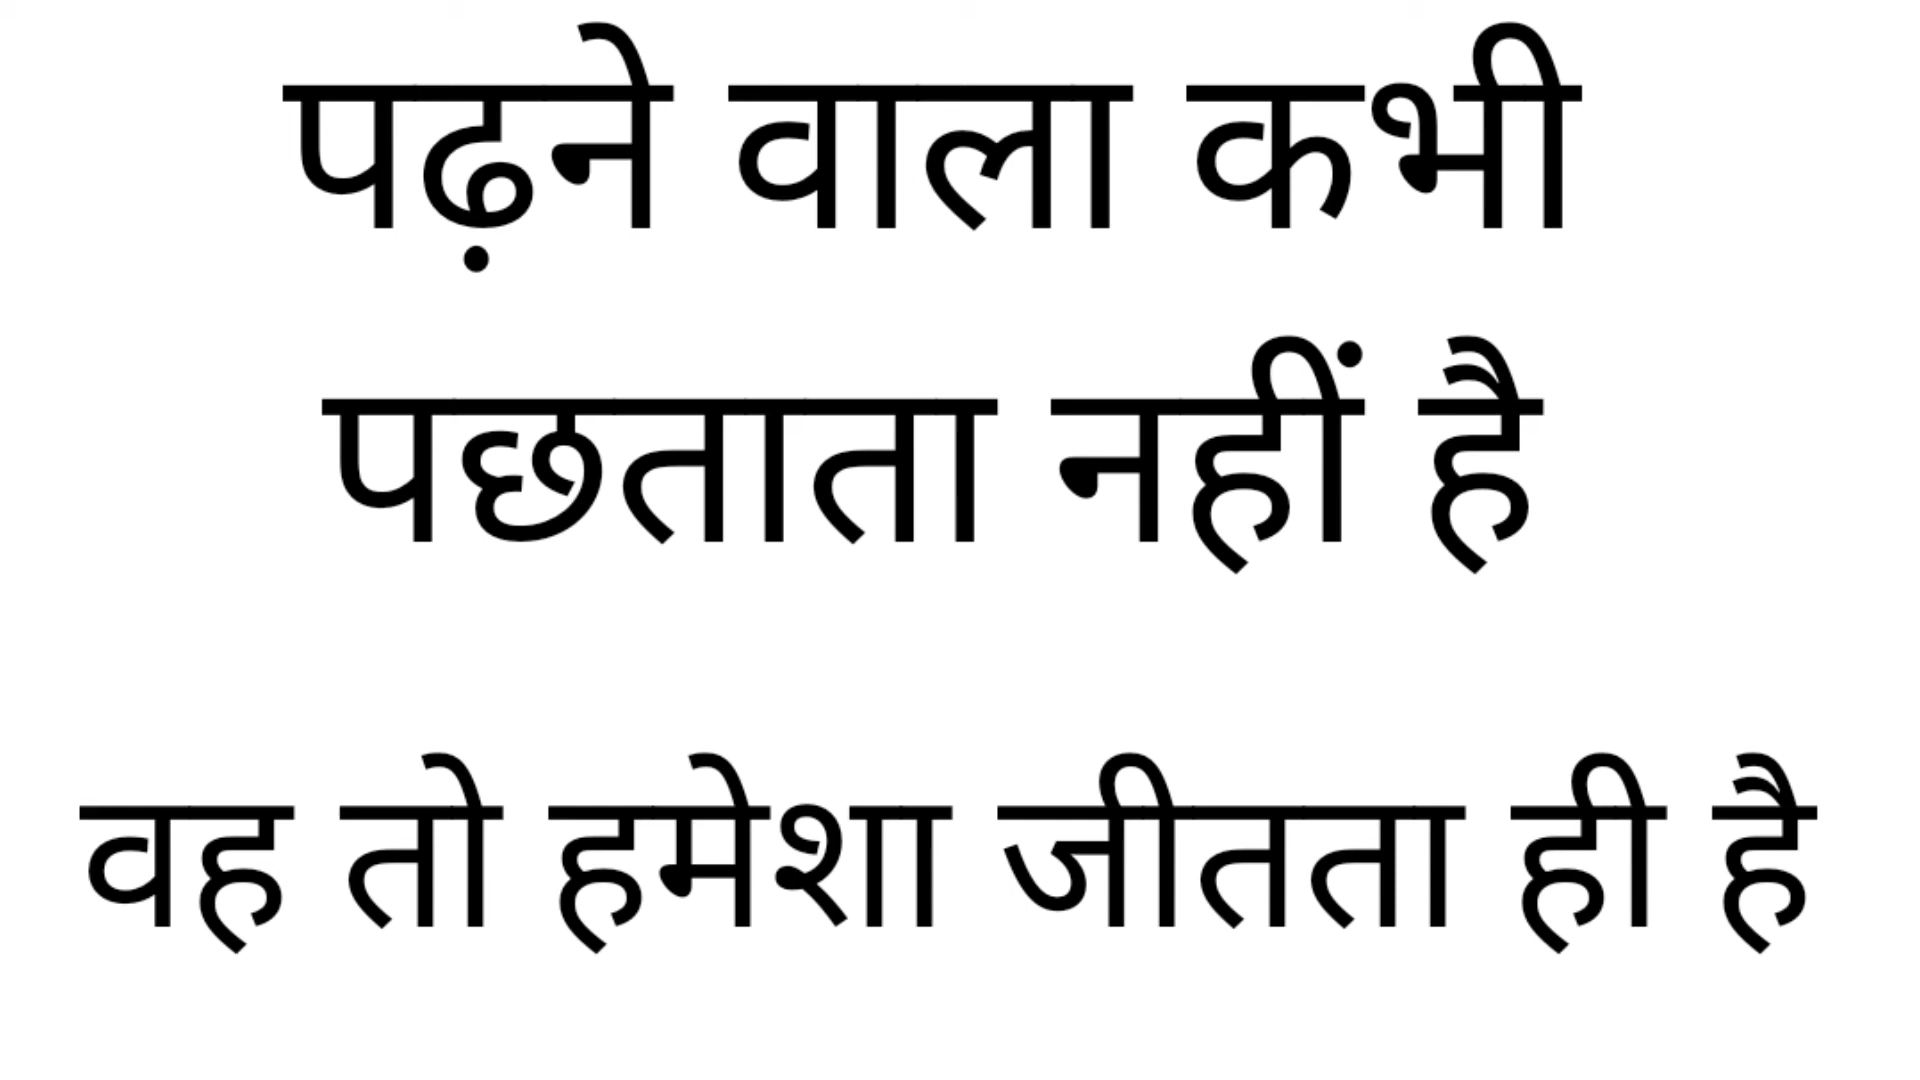 पढ़ने वाला कभी
पछताता नहीं है
वह तो हमेशा जीतता ही है